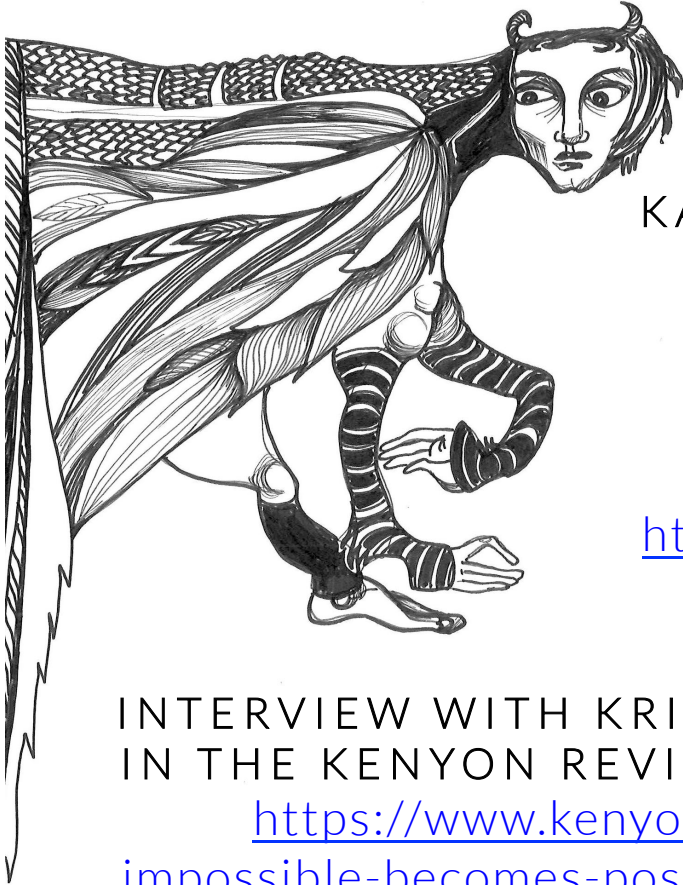 KA
ht
INTERVIEW WITH KRI
IN THE KENYON REVI
https://www.kenyo
impossible-becomes-pos